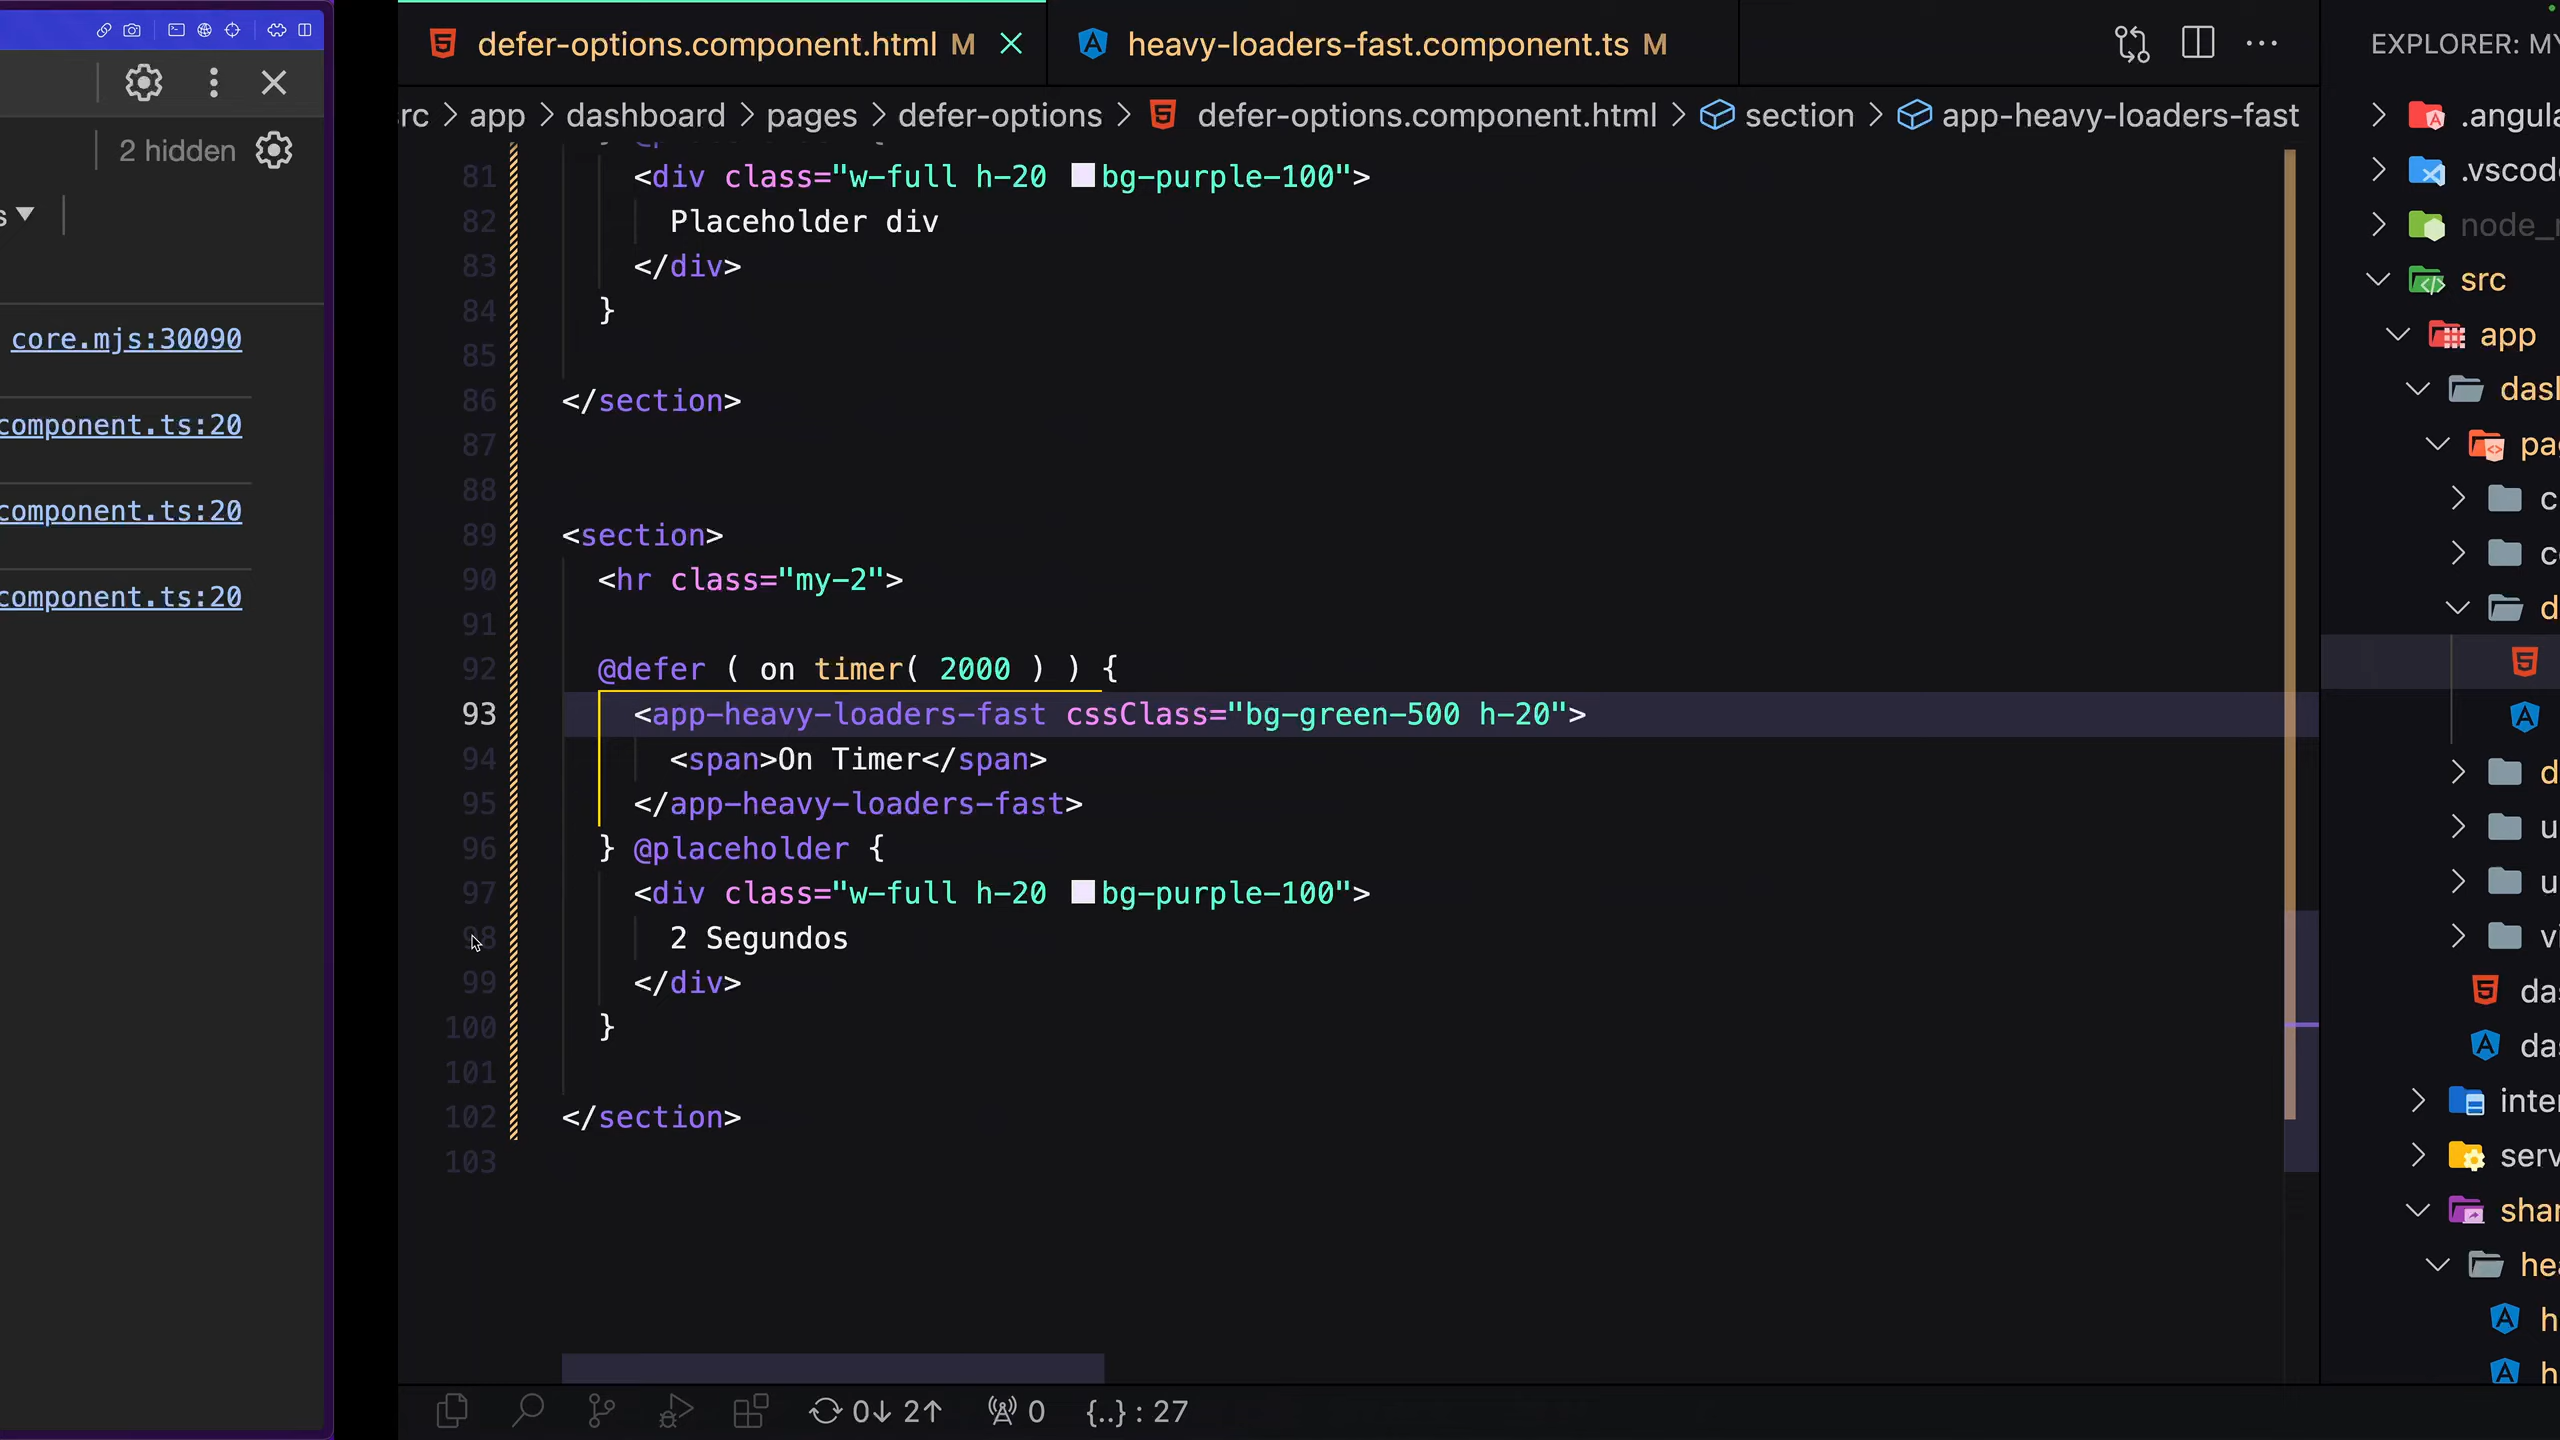 2 hidden
core.mjs:30090
component.ts:20
component.ts:20
component.ts:20
defer-options.component.html M
heavy-loaders-fast.component.ts M
EXPLORER: MY
rc > app > dashboard > pages > defer-options > defer-options.component.html > section > app-heavy-loaders-fast
81 <div class="w-full h-20 bg-purple-100">
82 Placeholder div
83 </div>
84 }
85
86 </section>
87
88
89 <section>
90 <hr class="my-2">
91
92 @defer ( on timer( 2000 ) ) {
93 <app-heavy-loaders-fast cssClass="bg-green-500 h-20">
94 <span>On Timer</span>
95 </app-heavy-loaders-fast>
96 } @placeholder {
97 <div class="w-full h-20 bg-purple-100">
98 2 Segundos
99 </div>
100 }
101
102 </section>
103
.angula
.vscod
node_
src
app
das
pa
c
c
d
d
u
u
vi
da
da
inte
serv
shar
hea
h
h
0↓ 2↑
0
{..} : 27